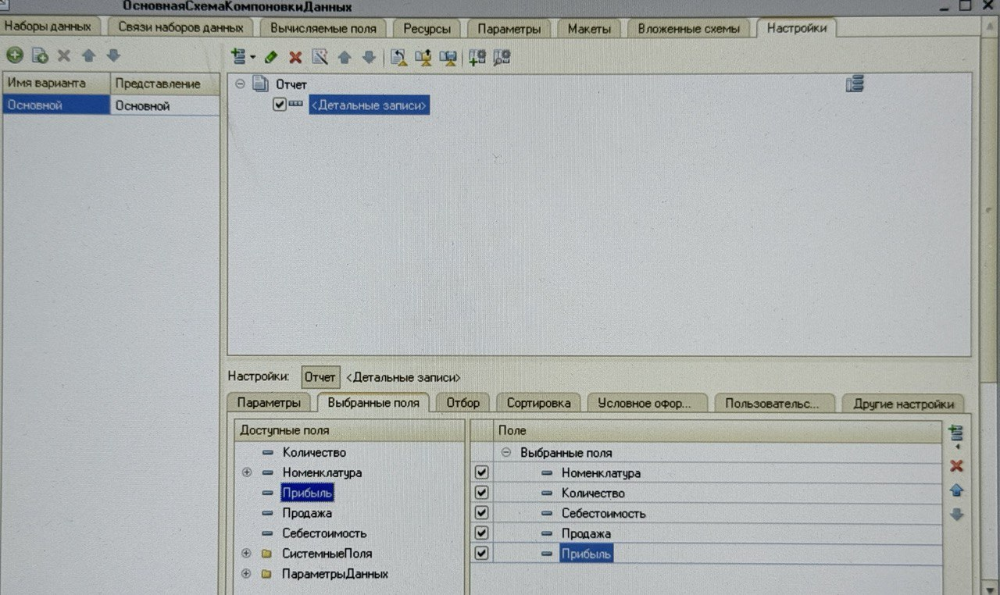 ОсновнаяСхемаКомпоновкиДанных
Наборы данных Связи наборов данных Вычисляемые поля Ресурсы Параметры Макеты Вложенные схемы Настройки
Имя варианта Представление
Основной Основной
Отчет
<Детальные записи>
Настройки: Отчет <Детальные записи>
Параметры Выбранные поля Отбор Сортировка Условное офор... Пользовательс... Другие настройки
Доступные поля Поле
Количество Выбранные поля
Номенклатура Номенклатура
Прибыль Количество
Продажа Себестоимость
Себестоимость Продажа
СистемныеПоля Прибыль
ПараметрыДанных